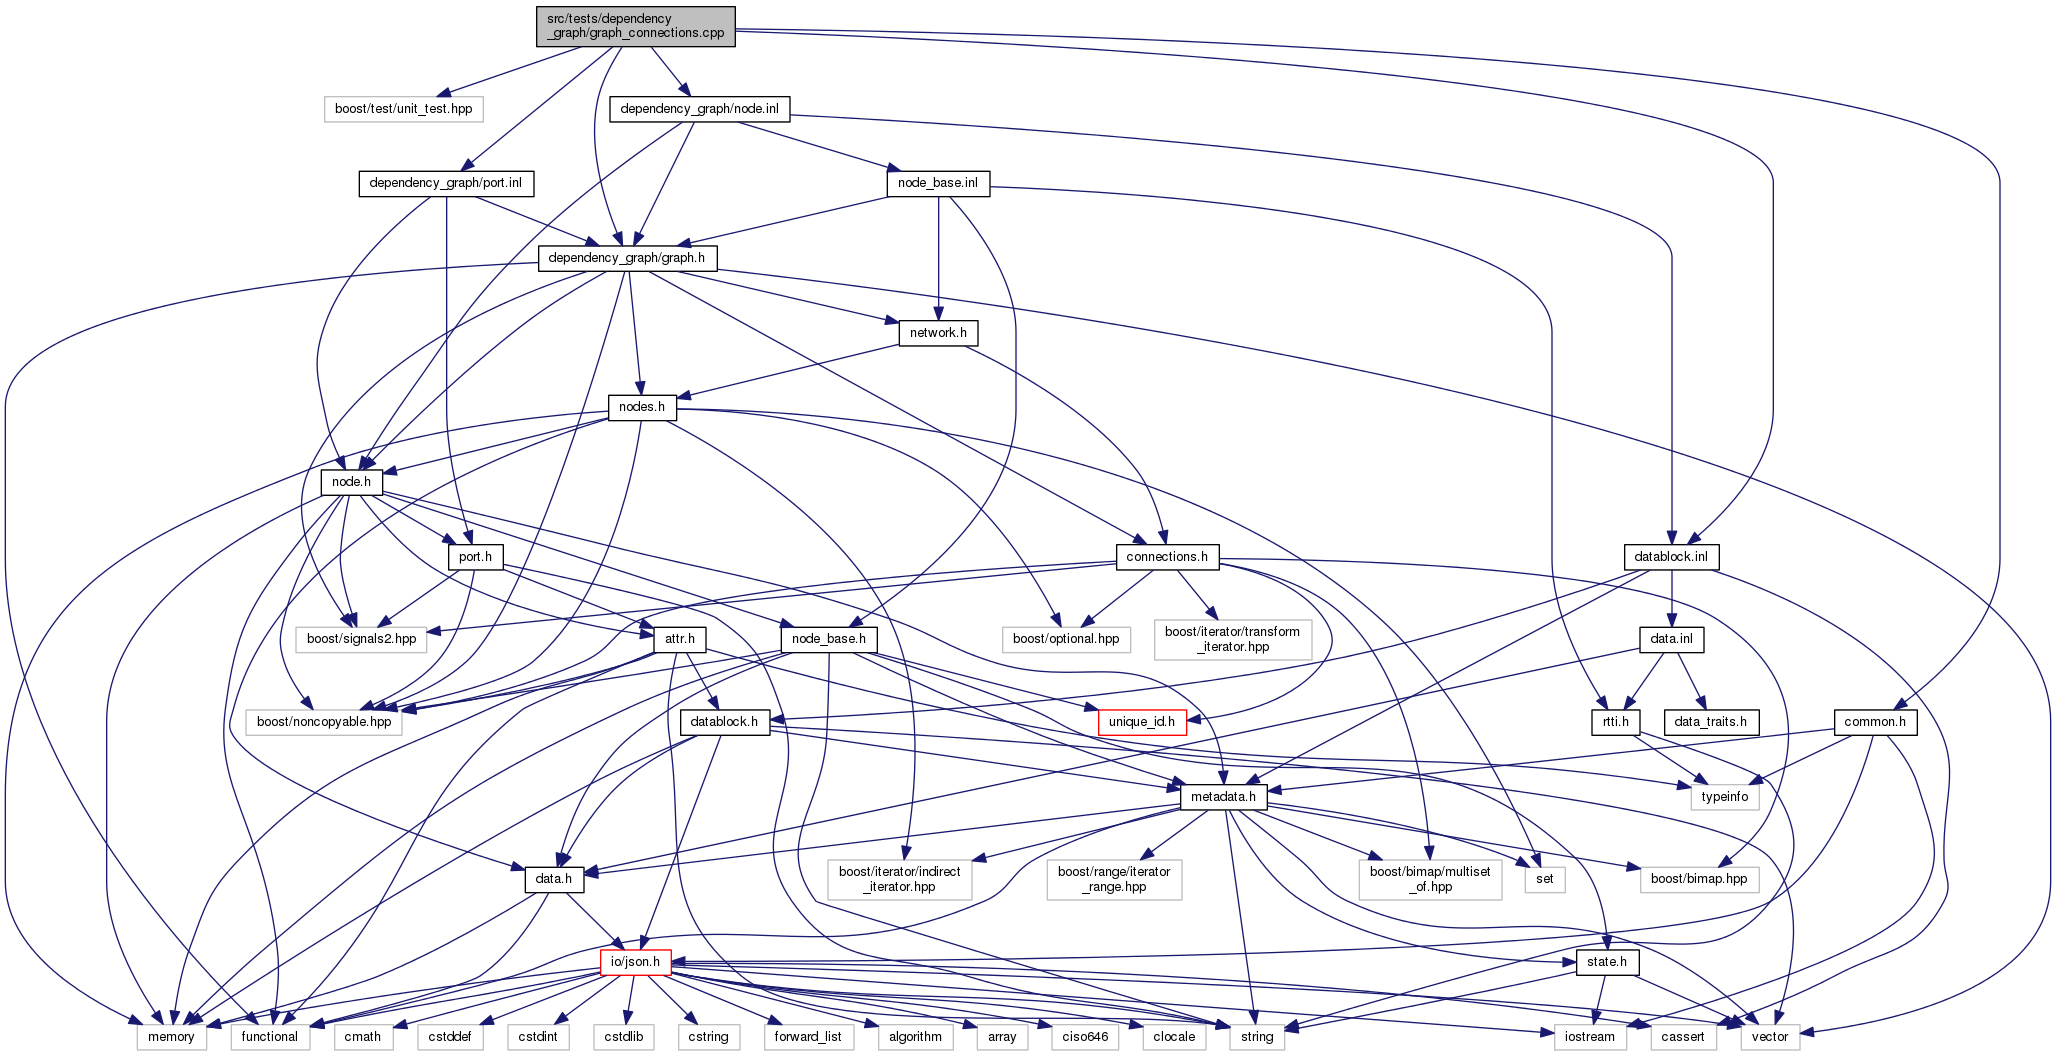 src/tests/dependency
_graph/graph_connections.cpp
boost/test/unit_test.hpp
dependency_graph/node.inl
dependency_graph/port.inl
node_base.inl
dependency_graph/graph.h
network.h
nodes.h
node.h
port.h
connections.h
datablock.inl
boost/signals2.hpp
attr.h
node_base.h
boost/optional.hpp
boost/iterator/transform
_iterator.hpp
data.inl
boost/noncopyable.hpp
datablock.h
unique_id.h
rtti.h
data_traits.h
common.h
metadata.h
typeinfo
data.h
boost/iterator/indirect
_iterator.hpp
boost/range/iterator
_range.hpp
boost/bimap/multiset
_of.hpp
set
boost/bimap.hpp
io/json.h
state.h
memory
functional
cmath
cstddef
cstdint
cstdlib
cstring
forward_list
algorithm
array
ciso646
clocale
string
iostream
cassert
vector